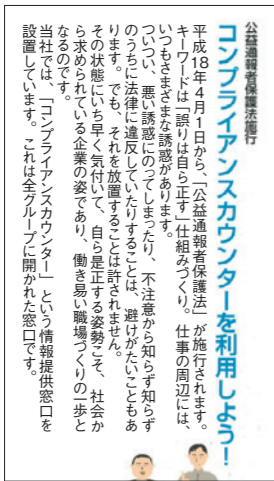 公益通報者保護法施行
コンプライアンスカウンターを利用しよう！
平成18年4月1日から、「公益通報者保護法」が施行されます。
キーワードは「誤りは自ら正す」仕組みづくり。仕事の周辺には、
いつもさまざまな誘惑があります。
ついつい、悪い誘惑にのってしまったり、不注意から知らず知らず
のうちに法律に違反していたりすることは、避けがたいこともあ
ります。でも、それを放置することは許されません。
その状態にいち早く気付いて、自ら是正する姿勢こそ、社会か
ら求められている企業の姿であり、働き易い職場づくりの一歩と
なるのです。
当社では、「コンプライアンスカウンター」という情報提供窓口を
設置しています。これは全グループに開かれた窓口です。